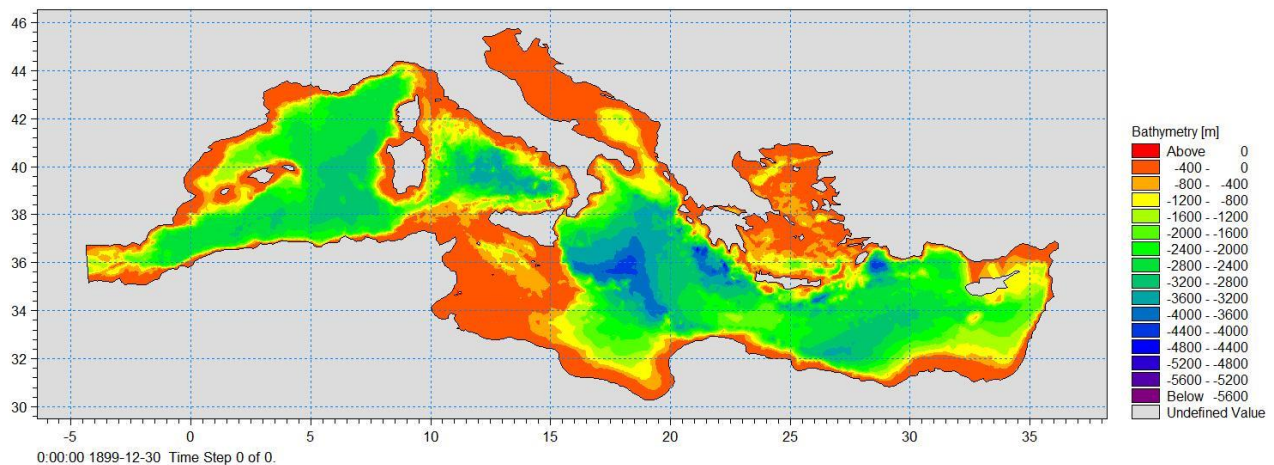 46
44
42
40
38
36
34
32
30
-5 0 5 10 15 20 25 30 35
0:00:00 1899-12-30 Time Step 0 of 0.
Bathymetry [m]
Above 0
-400 - 0
-800 - -400
-1200 - -800
-1600 - -1200
-2000 - -1600
-2400 - -2000
-2800 - -2400
-3200 - -2800
-3600 - -3200
-4000 - -3600
-4400 - -4000
-4800 - -4400
-5200 - -4800
-5600 - -5200
Below -5600
Undefined Value